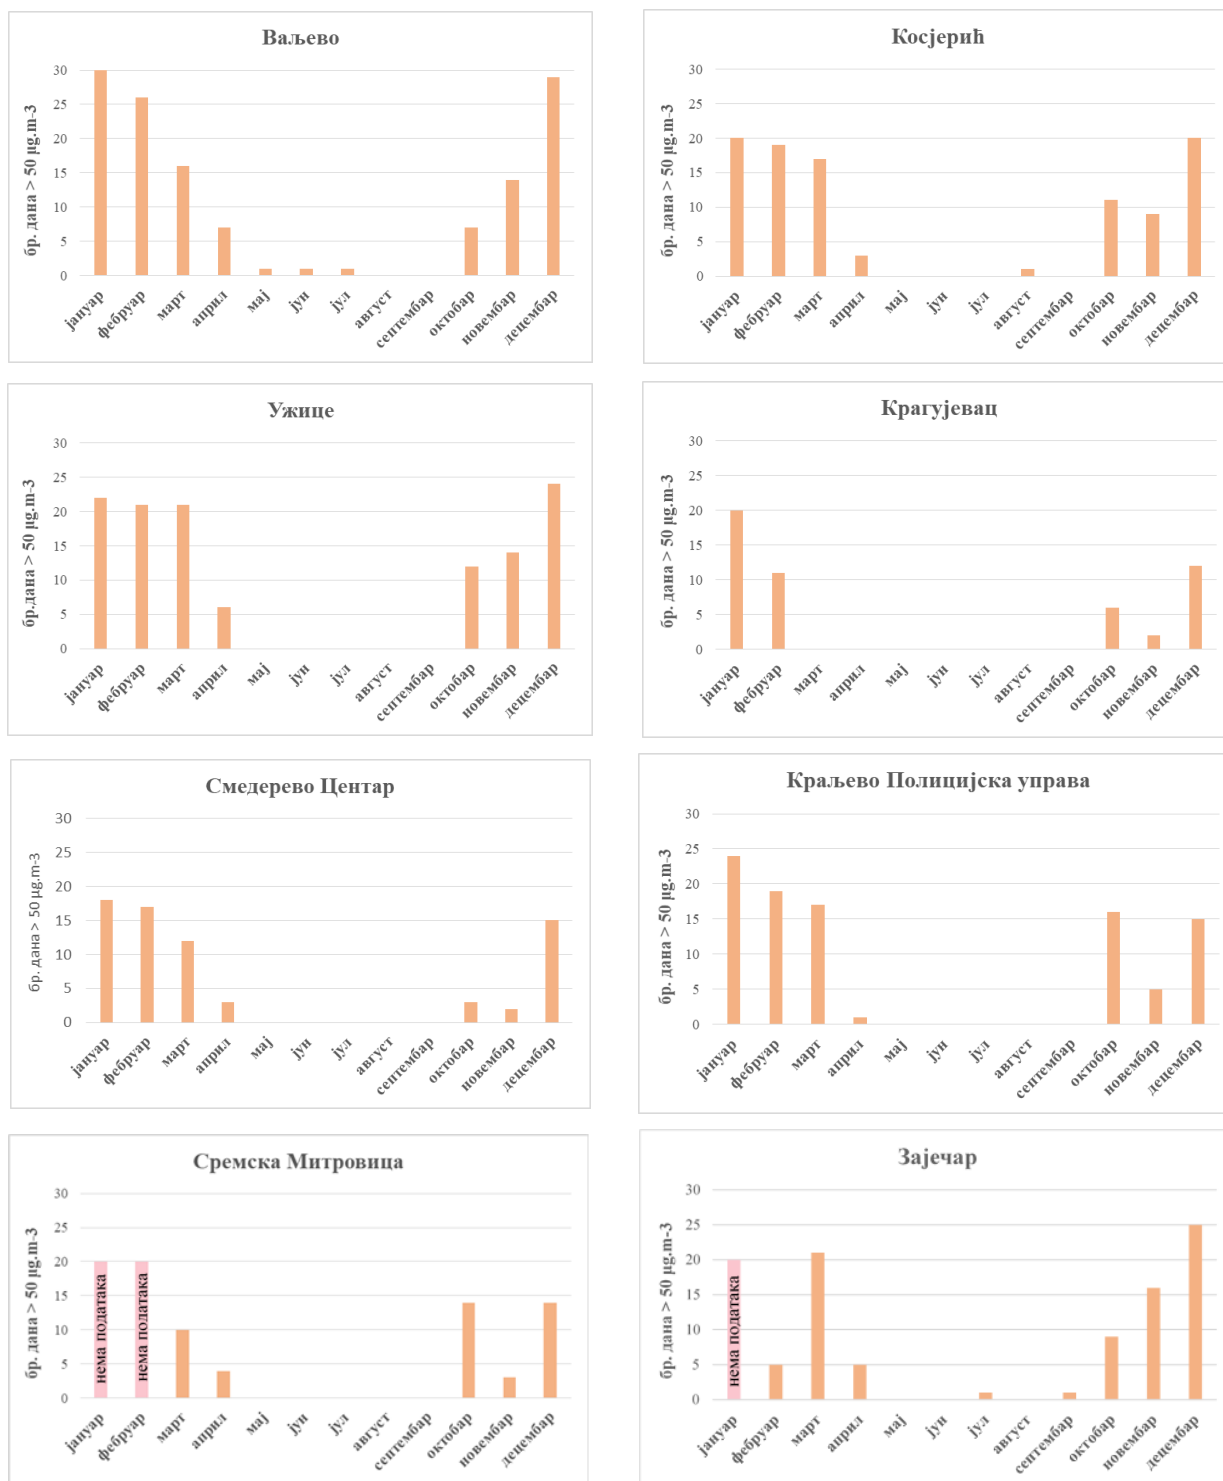 Ваљево
бр. дана > 50 µg.m-3
30
25
20
15
10
5
0
јануар
фебруар
март
април
мај
јун
јул
август
септембар
октобар
новембар
децембар
Косјерић
бр. дана > 50 µg.m-3
30
25
20
15
10
5
0
јануар
фебруар
март
април
мај
јун
јул
август
септембар
октобар
новембар
децембар
Ужице
бр.дана > 50 µg.m-3
30
25
20
15
10
5
0
јануар
фебруар
март
април
мај
јун
јул
август
септембар
октобар
новембар
децембар
Крагујевац
бр. дана > 50 µg.m-3
30
25
20
15
10
5
0
јануар
фебруар
март
април
мај
јун
јул
август
септембар
октобар
новембар
децембар
Смедерево Центар
бр. дана > 50 µg.m-3
30
25
20
15
10
5
0
јануар
фебруар
март
април
мај
јун
јул
август
септембар
октобар
новембар
децембар
Краљево Полицијска управа
бр. дана > 50 µg.m-3
30
25
20
15
10
5
0
јануар
фебруар
март
април
мај
јун
јул
август
септембар
октобар
новембар
децембар
Сремска Митровица
бр. дана > 50 µg.m-3
30
25
20
15
10
5
0
нема података
нема података
јануар
фебруар
март
април
мај
јун
јул
август
септембар
октобар
новембар
децембар
Зајечар
бр. дана > 50 µg.m-3
30
25
20
15
10
5
0
нема података
јануар
фебруар
март
април
мај
јун
јул
август
септембар
октобар
новембар
децембар